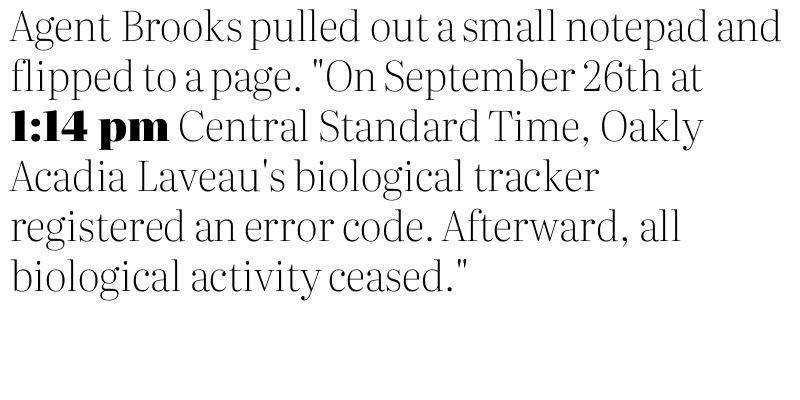 Agent Brooks pulled out a small notepad and
flipped to a page. "On September 26th at
1:14 pm Central Standard Time, Oakly
Acadia Laveau's biological tracker
registered an error code. Afterward, all
biological activity ceased."